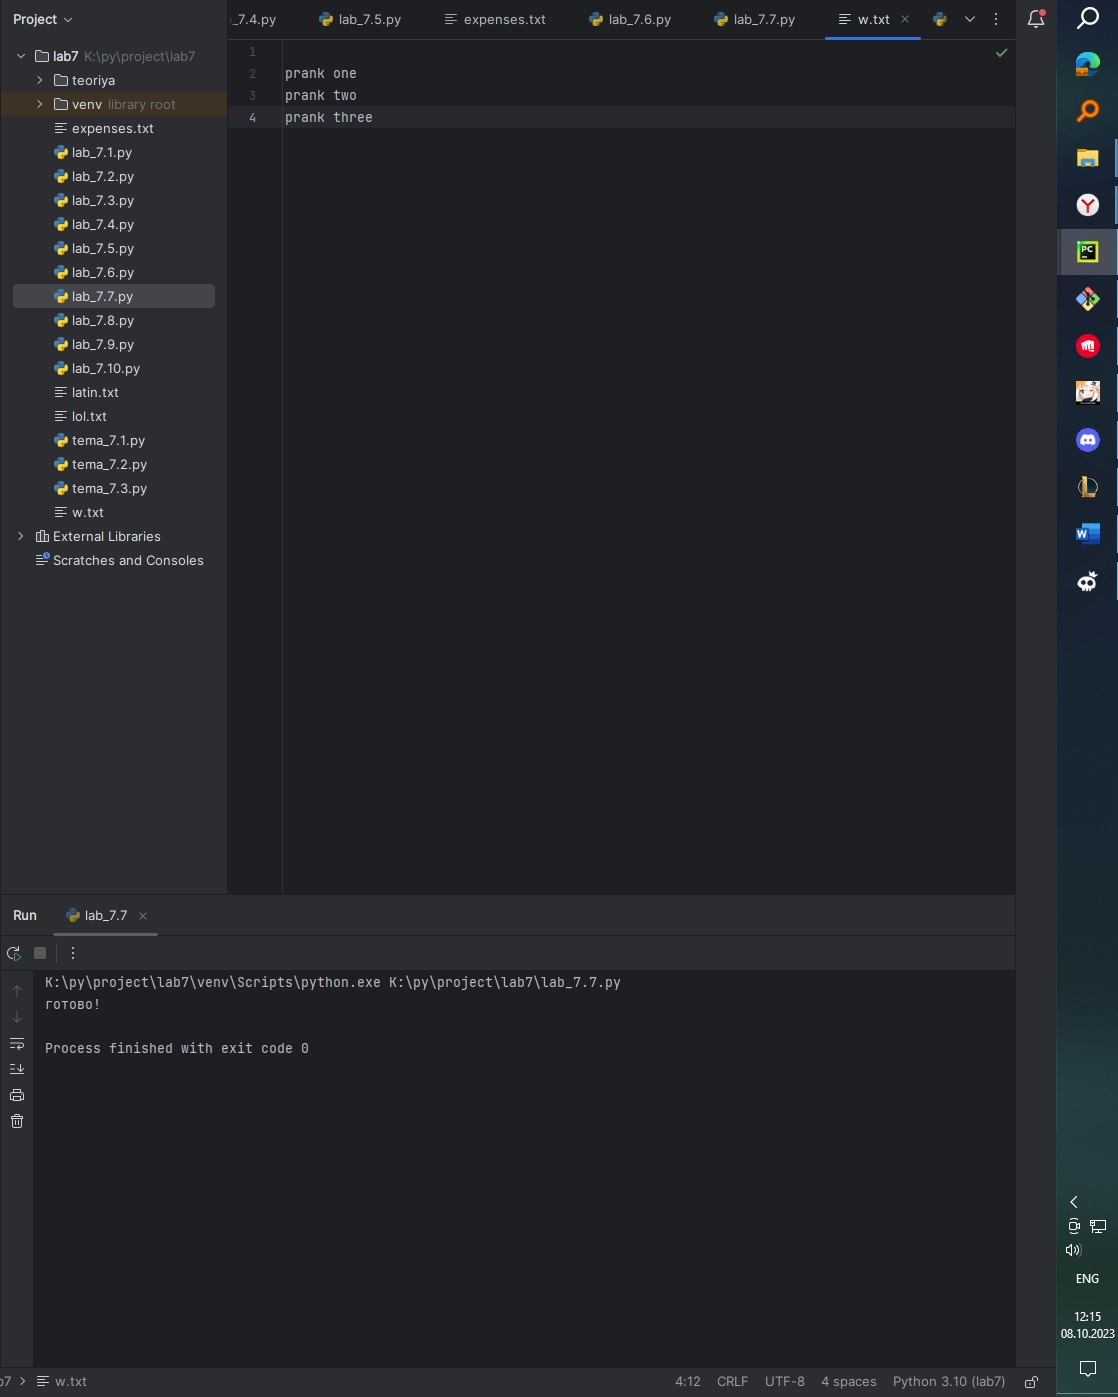 Project
_7.4.py lab_7.5.py expenses.txt lab_7.6.py lab_7.7.py w.txt
lab7 K:\py\project\lab7
teoriya
venv library root
expenses.txt
lab_7.1.py
lab_7.2.py
lab_7.3.py
lab_7.4.py
lab_7.5.py
lab_7.6.py
lab_7.7.py
lab_7.8.py
lab_7.9.py
lab_7.10.py
latin.txt
lol.txt
tema_7.1.py
tema_7.2.py
tema_7.3.py
w.txt
External Libraries
Scratches and Consoles
1
2 prank one
3 prank two
4 prank three
Run lab_7.7
K:\py\project\lab7\venv\Scripts\python.exe K:\py\project\lab7\lab_7.7.py
готово!
Process finished with exit code 0
b7 w.txt 4:12 CRLF UTF-8 4 spaces Python 3.10 (lab7)
PC
W
ENG
12:15
08.10.2023